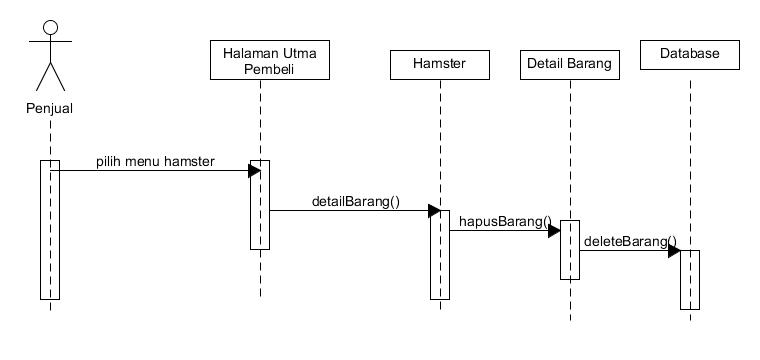 Halaman Utma
Pembeli
Hamster
Detail Barang
Database
Penjual
pilih menu hamster
detailBarang()
hapusBarang()
deleteBarang()